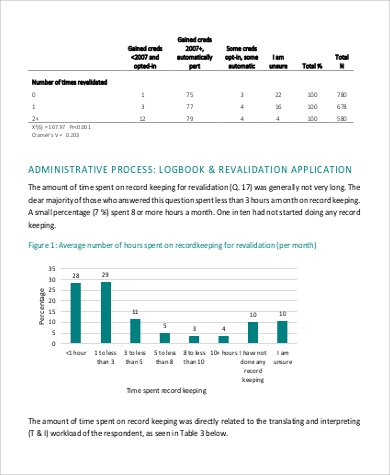 Gained creds <2007 and opted-in Gained creds 2007+, automatically part Some creds opt-in, some automatic I am unsure Total % Total N
Number of times revalidated
0 1 75 3 22 100 780
1 3 77 4 16 100 678
2+ 12 79 4 4 100 580
P<0.001
Cramér's V = 0.203
ADMINISTRATIVE PROCESS: LOGBOOK & REVALIDATION APPLICATION
The amount of time spent on record keeping for revalidation (Q. 17) was generally not very long. The
clear majority of those who answered this question spent less than 3 hours a month on record keeping.
A small percentage (7 %) spent 8 or more hours a month. One in ten had not started doing any record
keeping.
Figure 1: Average number of hours spent on recordkeeping for revalidation (per month)
Percentage
35
30
25
20
15
10
5
0
28 29 11 5 3 4 10 10
<1 hour 1 to less than 3 3 to less than 5 5 to less than 8 8 to less than 10 10+ hours I have not done any record keeping I am unsure
Time spent record keeping
The amount of time spent on record keeping was directly related to the translating and interpreting
(T & I) workload of the respondent, as seen in Table 3 below.